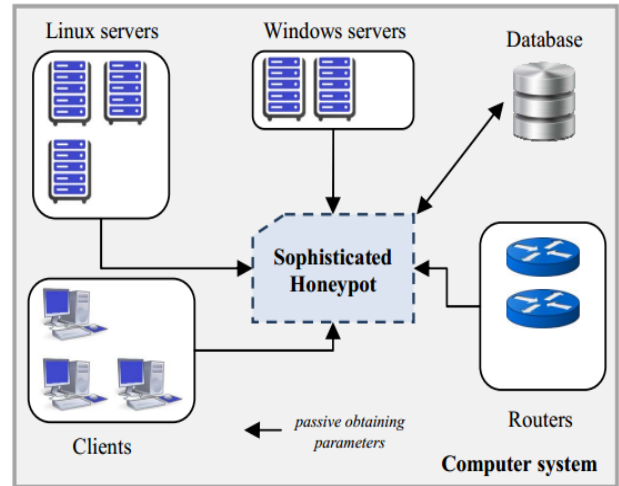 Linux servers
Windows servers
Database
Sophisticated
Honeypot
Clients
passive obtaining
parameters
Routers
Computer system